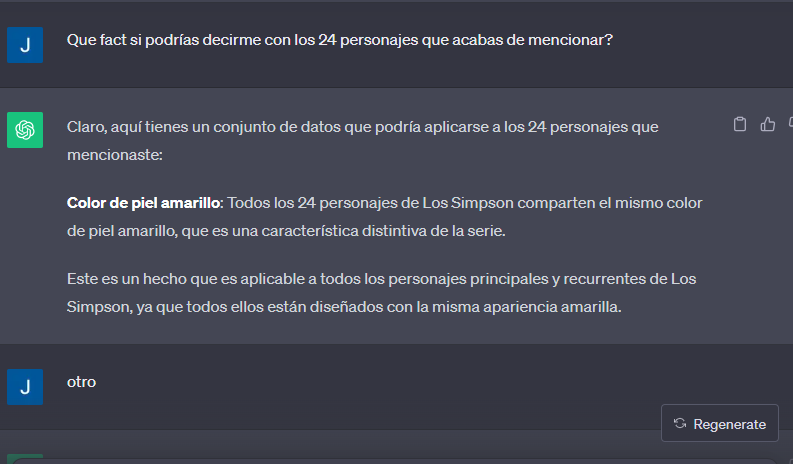 J
Que fact si podrías decirme con los 24 personajes que acabas de mencionar?
Claro, aquí tienes un conjunto de datos que podría aplicarse a los 24 personajes que
mencionaste:
Color de piel amarillo: Todos los 24 personajes de Los Simpson comparten el mismo color
de piel amarillo, que es una característica distintiva de la serie.
Este es un hecho que es aplicable a todos los personajes principales y recurrentes de Los
Simpson, ya que todos ellos están diseñados con la misma apariencia amarilla.
J
otro
Regenerate